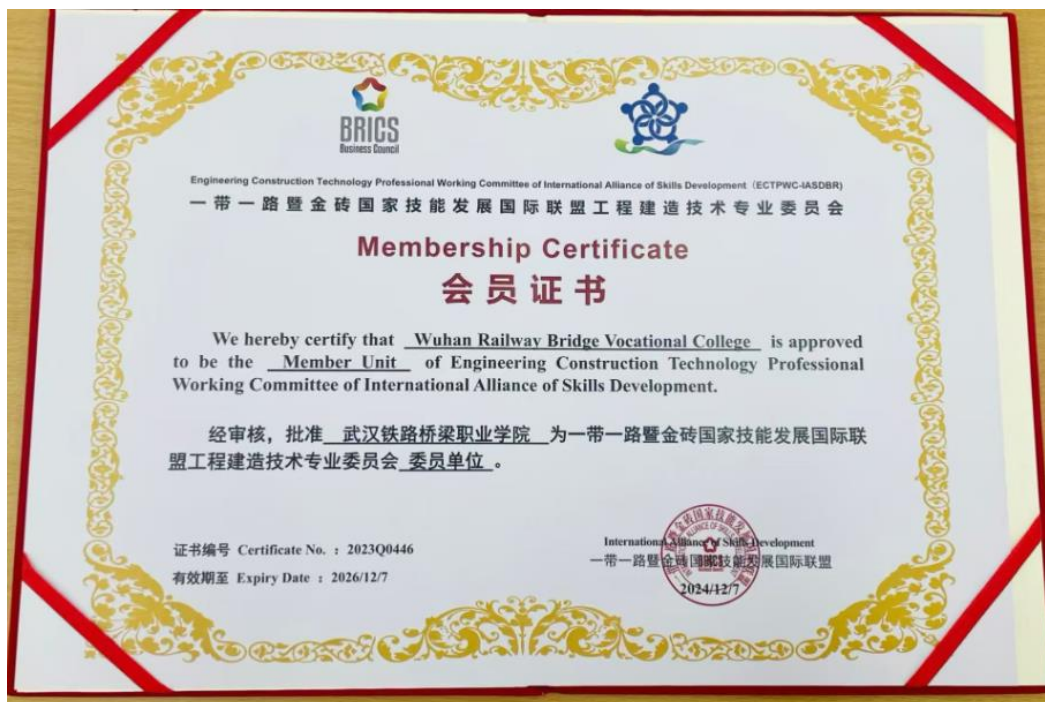 BRICS
Business Council
Engineering Construction Technology Professional Working Committee of International Alliance of Skills Development（ECTPWC-IASDBR)
一带一路暨金砖国家技能发展国际联盟工程建造技术专业委员会
Membership Certificate
会员证书
We hereby certify that Wuhan Railway Bridge Vocational College is approved
to be the Member Unit of Engineering Construction Technology Professional
Working Committee of International Alliance of Skills Development.
经审核，批准 武汉铁路桥梁职业学院 为一带一路暨金砖国家技能发展国际联
盟工程建造技术专业委员会 委员单位 。
证书编号 Certificate No. : 2023Q0446
有效期至 Expiry Date : 2026/12/7
International Alliance of Skills Development
一带一路暨金砖国家技能发展国际联盟
2024/12/7